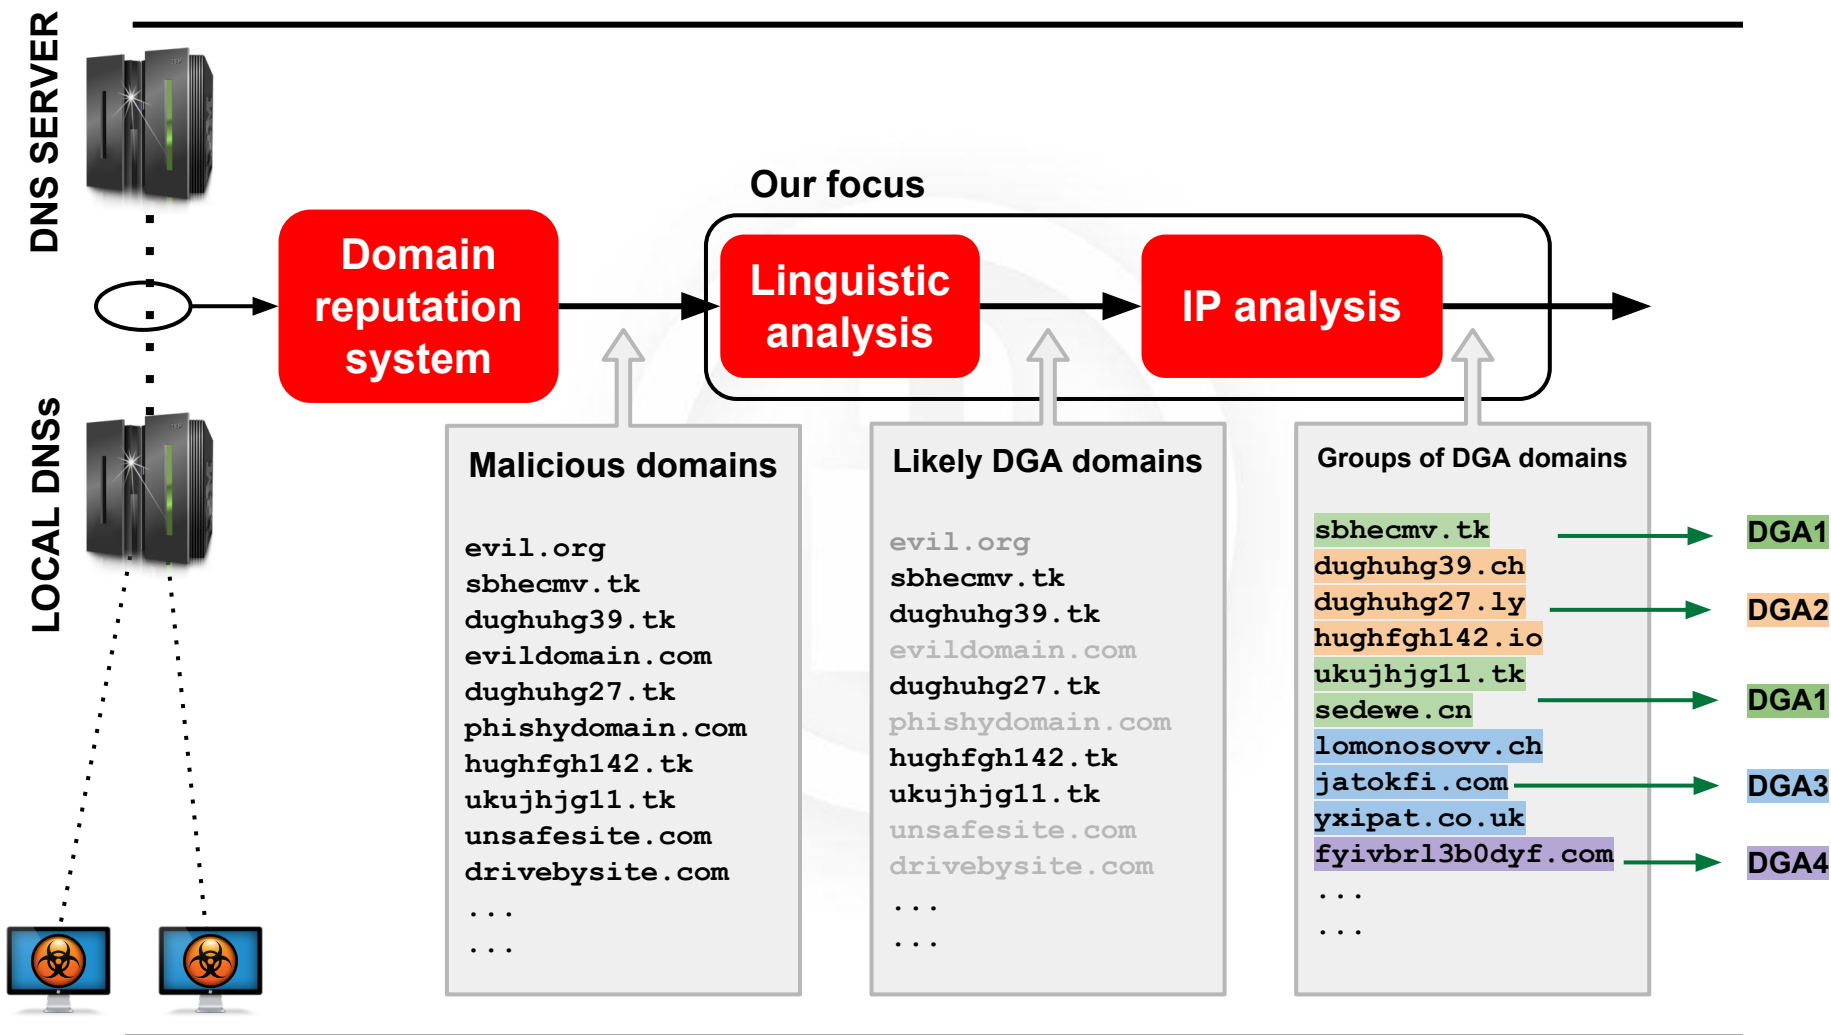 DNS SERVER
LOCAL DNSs
Our focus
Domain
reputation
system
Linguistic
analysis
IP analysis
Malicious domains
evil.org
sbhecmv.tk
dughuhg39.tk
evildomain.com
dughuhg27.tk
phishydomain.com
hughfgh142.tk
ukujhjg11.tk
unsafesite.com
drivebysite.com
...
...
Likely DGA domains
evil.org
sbhecmv.tk
dughuhg39.tk
evildomain.com
dughuhg27.tk
phishydomain.com
hughfgh142.tk
ukujhjg11.tk
unsafesite.com
drivebysite.com
...
...
Groups of DGA domains
sbhecmv.tk
dughuhg39.ch
dughuhg27.ly
hughfgh142.io
ukujhjg11.tk
sedewe.cn
lomonosovv.ch
jatokfi.com
yxipat.co.uk
fyivbrl3b0dyf.com
...
...
DGA1
DGA2
DGA1
DGA3
DGA4